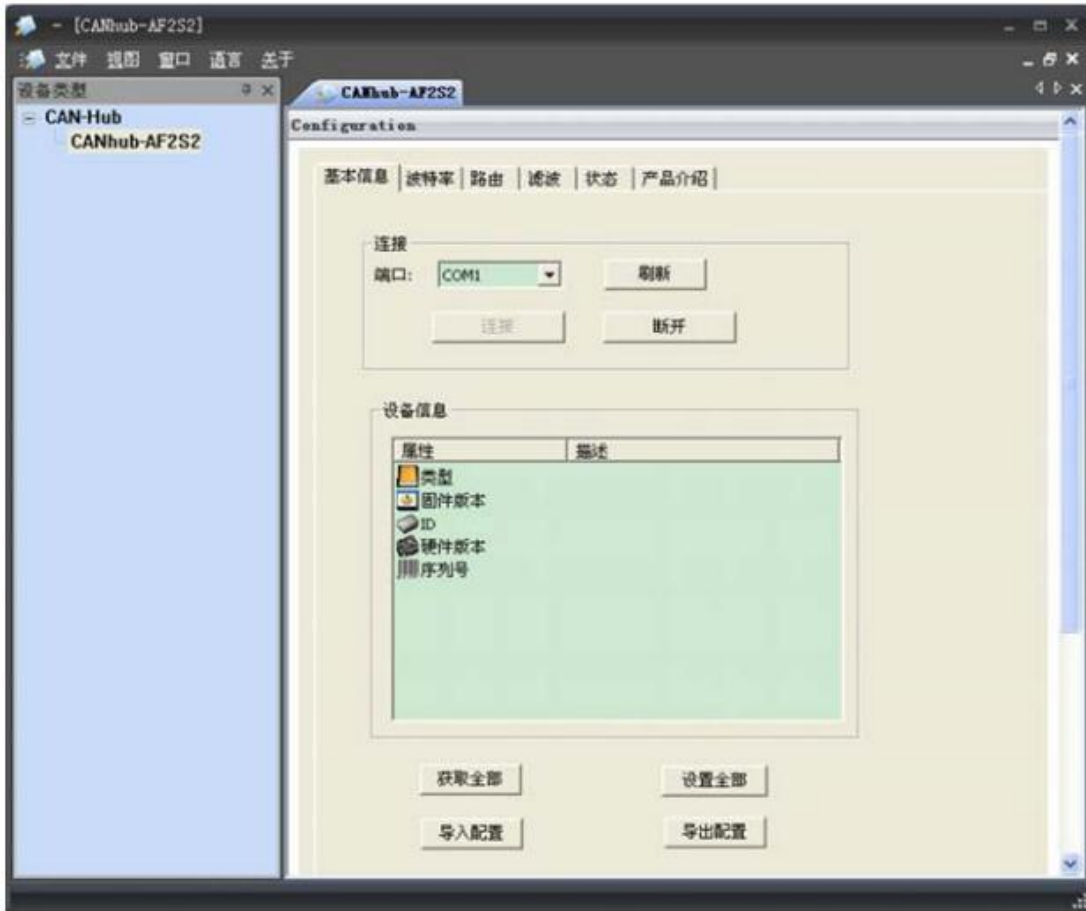 - [CANhub-AF2S2]
文件 视图 窗口 语言 关于
设备类型
CANhub-AF2S2
CAN-Hub
CANhub-AF2S2
Configuration
基本信息 波特率 路由 滤波 状态 产品介绍
连接
端口: COM1 刷新
连接 断开
设备信息
属性 描述
类型
固件版本
ID
硬件版本
序列号
获取全部 设置全部
导入配置 导出配置